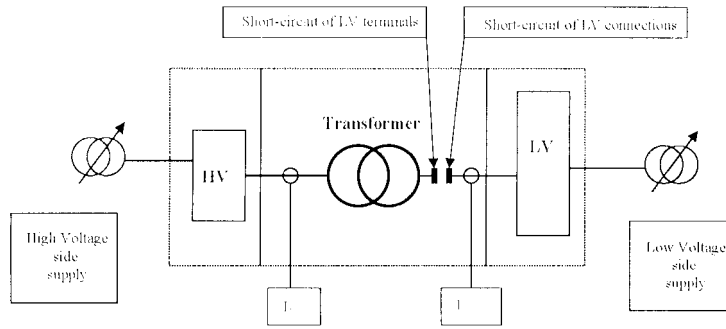 Short-circuit of LV terminals
Short-circuit of LV connections
Transformer
HV
LV
High Voltage
side
supply
Low Voltage
side
supply